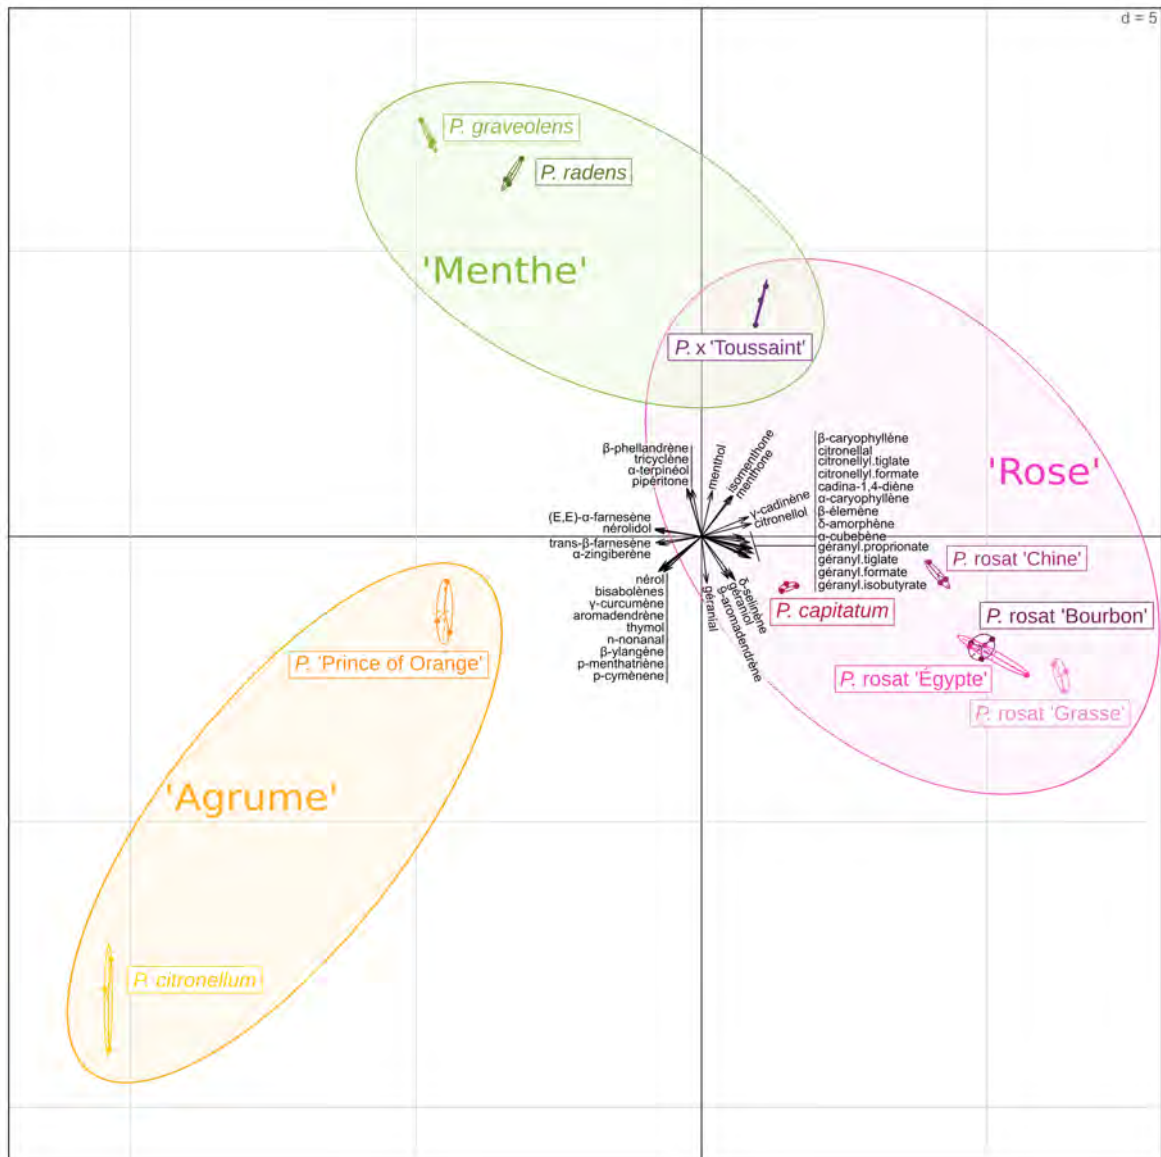 d = 5
P. graveolens
P. radens
'Menthe'
P. x 'Toussaint'
'Rose'
β-phellandrène
tricyclène
α-terpinéol
pipéritone
menthol
isomenthone
menthone
γ-cadinène
citronellol
β-caryophyllène
citronellal
citronellyl.tiglate
citronellyl.formate
cadina-1,4-diène
α-caryophyllène
β-élemène
δ-amorphène
α-cubebène
géranyl.proprionate
géranyl.tiglate
géranyl.formate
géranyl.isobutyrate
(E,E)-α-farnesène
nérolidol
trans-β-farnesène
α-zingiberène
nérol
bisabolènes
γ-curcumène
aromadendrène
thymol
n-nonanal
β-ylangène
p-menthatriène
p-cymènene
géranial
δ-selinène
géraniol
9-aromadendrène
P. capitatum
P. rosat 'Chine'
P. rosat 'Bourbon'
P. rosat 'Égypte'
P. rosat 'Grasse'
P. 'Prince of Orange'
'Agrume'
P. citronellum